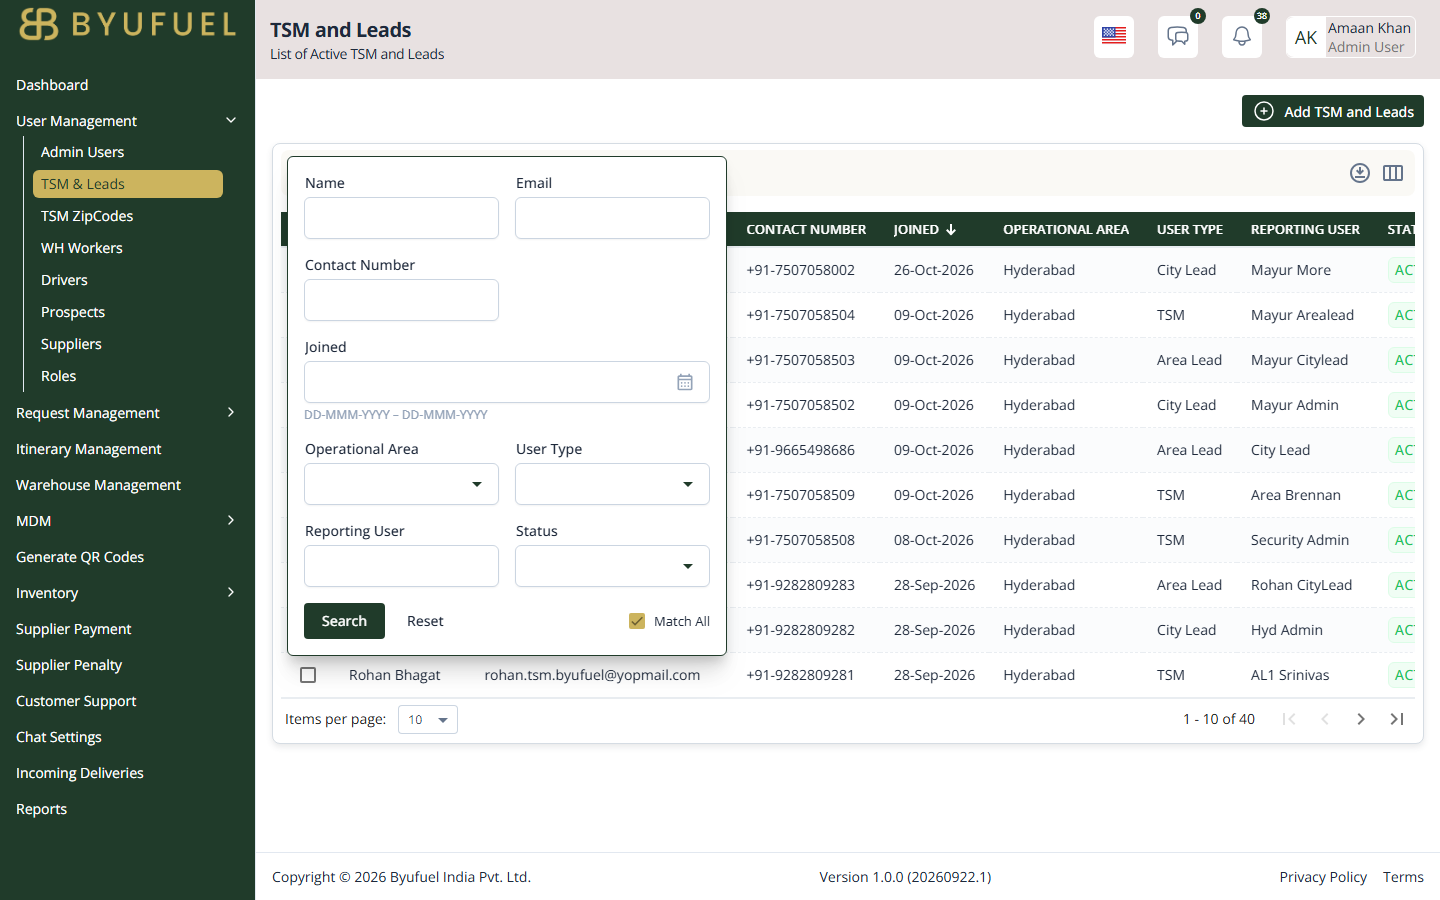 BYUFUEL
Dashboard
User Management
Admin Users
TSM & Leads
TSM ZipCodes
WH Workers
Drivers
Prospects
Suppliers
Roles
Request Management
Itinerary Management
Warehouse Management
MDM
Generate QR Codes
Inventory
Supplier Payment
Supplier Penalty
Customer Support
Chat Settings
Incoming Deliveries
Reports
TSM and Leads
List of Active TSM and Leads
0
38
AK
Amaan Khan
Admin User
Add TSM and Leads
Name
Email
Contact Number
Joined
DD-MMM-YYYY – DD-MMM-YYYY
Operational Area
User Type
Reporting User
Status
Search
Reset
Match All
CONTACT NUMBER JOINED OPERATIONAL AREA USER TYPE REPORTING USER STAT
+91-7507058002 26-Oct-2026 Hyderabad City Lead Mayur More ACT
+91-7507058504 09-Oct-2026 Hyderabad TSM Mayur Arealead ACT
+91-7507058503 09-Oct-2026 Hyderabad Area Lead Mayur Citylead ACT
+91-7507058502 09-Oct-2026 Hyderabad City Lead Mayur Admin ACT
+91-9665498686 09-Oct-2026 Hyderabad Area Lead City Lead ACT
+91-7507058509 09-Oct-2026 Hyderabad TSM Area Brennan ACT
+91-7507058508 08-Oct-2026 Hyderabad TSM Security Admin ACT
+91-9282809283 28-Sep-2026 Hyderabad Area Lead Rohan CityLead ACT
+91-9282809282 28-Sep-2026 Hyderabad City Lead Hyd Admin ACT
Rohan Bhagat rohan.tsm.byufuel@yopmail.com +91-9282809281 28-Sep-2026 Hyderabad TSM AL1 Srinivas ACT
Items per page: 10
1 - 10 of 40
Copyright © 2026 Byufuel India Pvt. Ltd.
Version 1.0.0 (20260922.1)
Privacy Policy
Terms